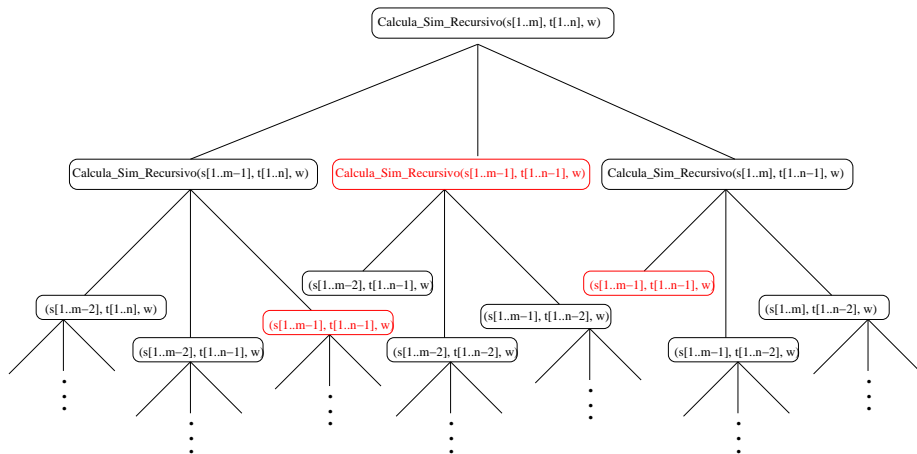 Calcula_Sim_Recursivo(s[1..m], t[1..n], w)
Calcula_Sim_Recursivo(s[1..m−1], t[1..n], w)
Calcula_Sim_Recursivo(s[1..m−1], t[1..n−1], w)
Calcula_Sim_Recursivo(s[1..m], t[1..n−1], w)
(s[1..m−2], t[1..n], w)
(s[1..m−2], t[1..n−1], w)
(s[1..m−1], t[1..n−1], w)
(s[1..m−2], t[1..n−1], w)
(s[1..m−2], t[1..n−2], w)
(s[1..m−1], t[1..n−2], w)
(s[1..m−1], t[1..n−1], w)
(s[1..m−1], t[1..n−2], w)
(s[1..m], t[1..n−2], w)